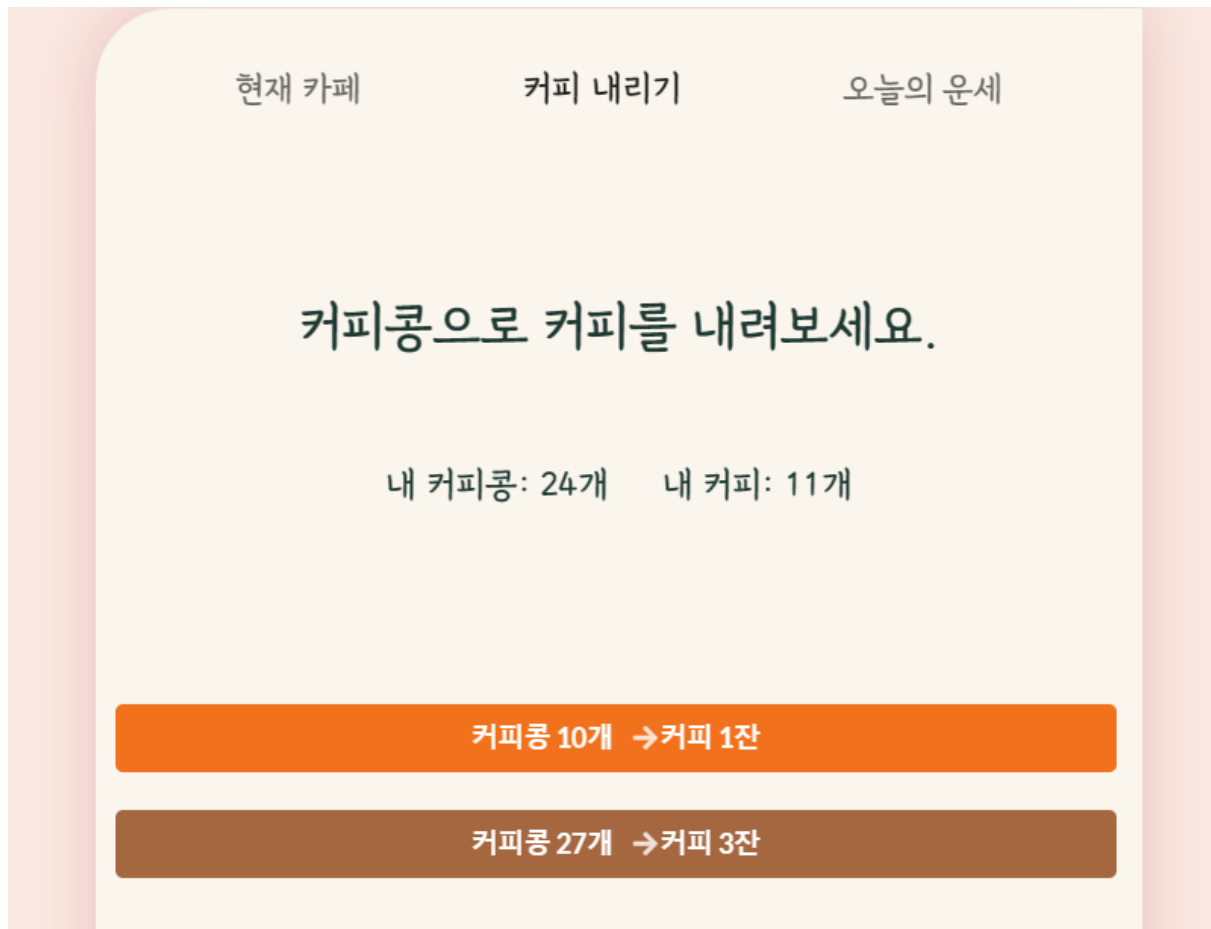 현재 카페 커피 내리기 오늘의 운세
커피콩으로 커피를 내려보세요.
내 커피콩: 24개 내 커피: 11개
커피콩 10개 →커피 1잔
커피콩 27개 →커피 3잔